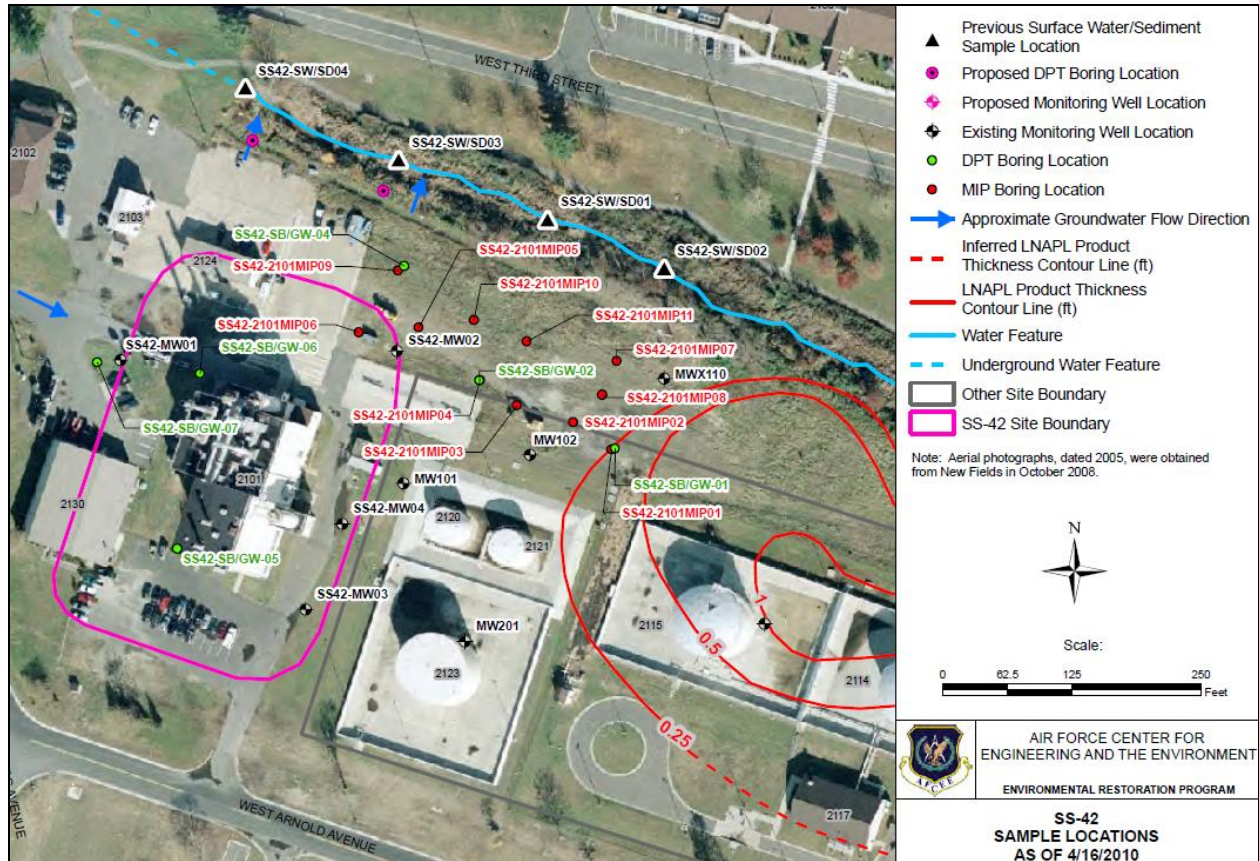 WEST THIRD STREET
SS42-SW/SD04
2102
SS42-SW/SD03
2103
SS42-SW/SD01
SS42-SB/GW-04
SS42-2101MIP05
SS42-SW/SD02
2124
SS42-2101MIP09
SS42-2101MIP10
SS42-2101MIP11
SS42-2101MIP06
SS42-MW02
SS42-MW01
SS42-SB/GW-06
SS42-2101MIP07
SS42-SB/GW-02
MWX110
SS42-2101MIP08
SS42-2101MIP04
SS42-2101MIP02
SS42-SB/GW-07
SS42-2101MIP03
MW102
2101
MW101
SS42-SB/GW-01
2130
SS42-MW04
2120
SS42-2101MIP01
2121
SS42-SB/GW-05
SS42-MW03
1
2115
MW201
0.5
2123
2114
0.25
WEST ARNOLD AVENUE
AVENUE
2117
Previous Surface Water/Sediment
Sample Location
Proposed DPT Boring Location
Proposed Monitoring Well Location
Existing Monitoring Well Location
DPT Boring Location
MIP Boring Location
Approximate Groundwater Flow Direction
Inferred LNAPL Product
Thickness Contour Line (ft)
LNAPL Product Thickness
Contour Line (ft)
Water Feature
Underground Water Feature
Other Site Boundary
SS-42 Site Boundary
Note: Aerial photographs, dated 2005, were obtained
from New Fields in October 2008.
N
Scale:
0 62.5 125 250
Feet
AFCEE
AIR FORCE CENTER FOR
ENGINEERING AND THE ENVIRONMENT
ENVIRONMENTAL RESTORATION PROGRAM
SS-42
SAMPLE LOCATIONS
AS OF 4/16/2010